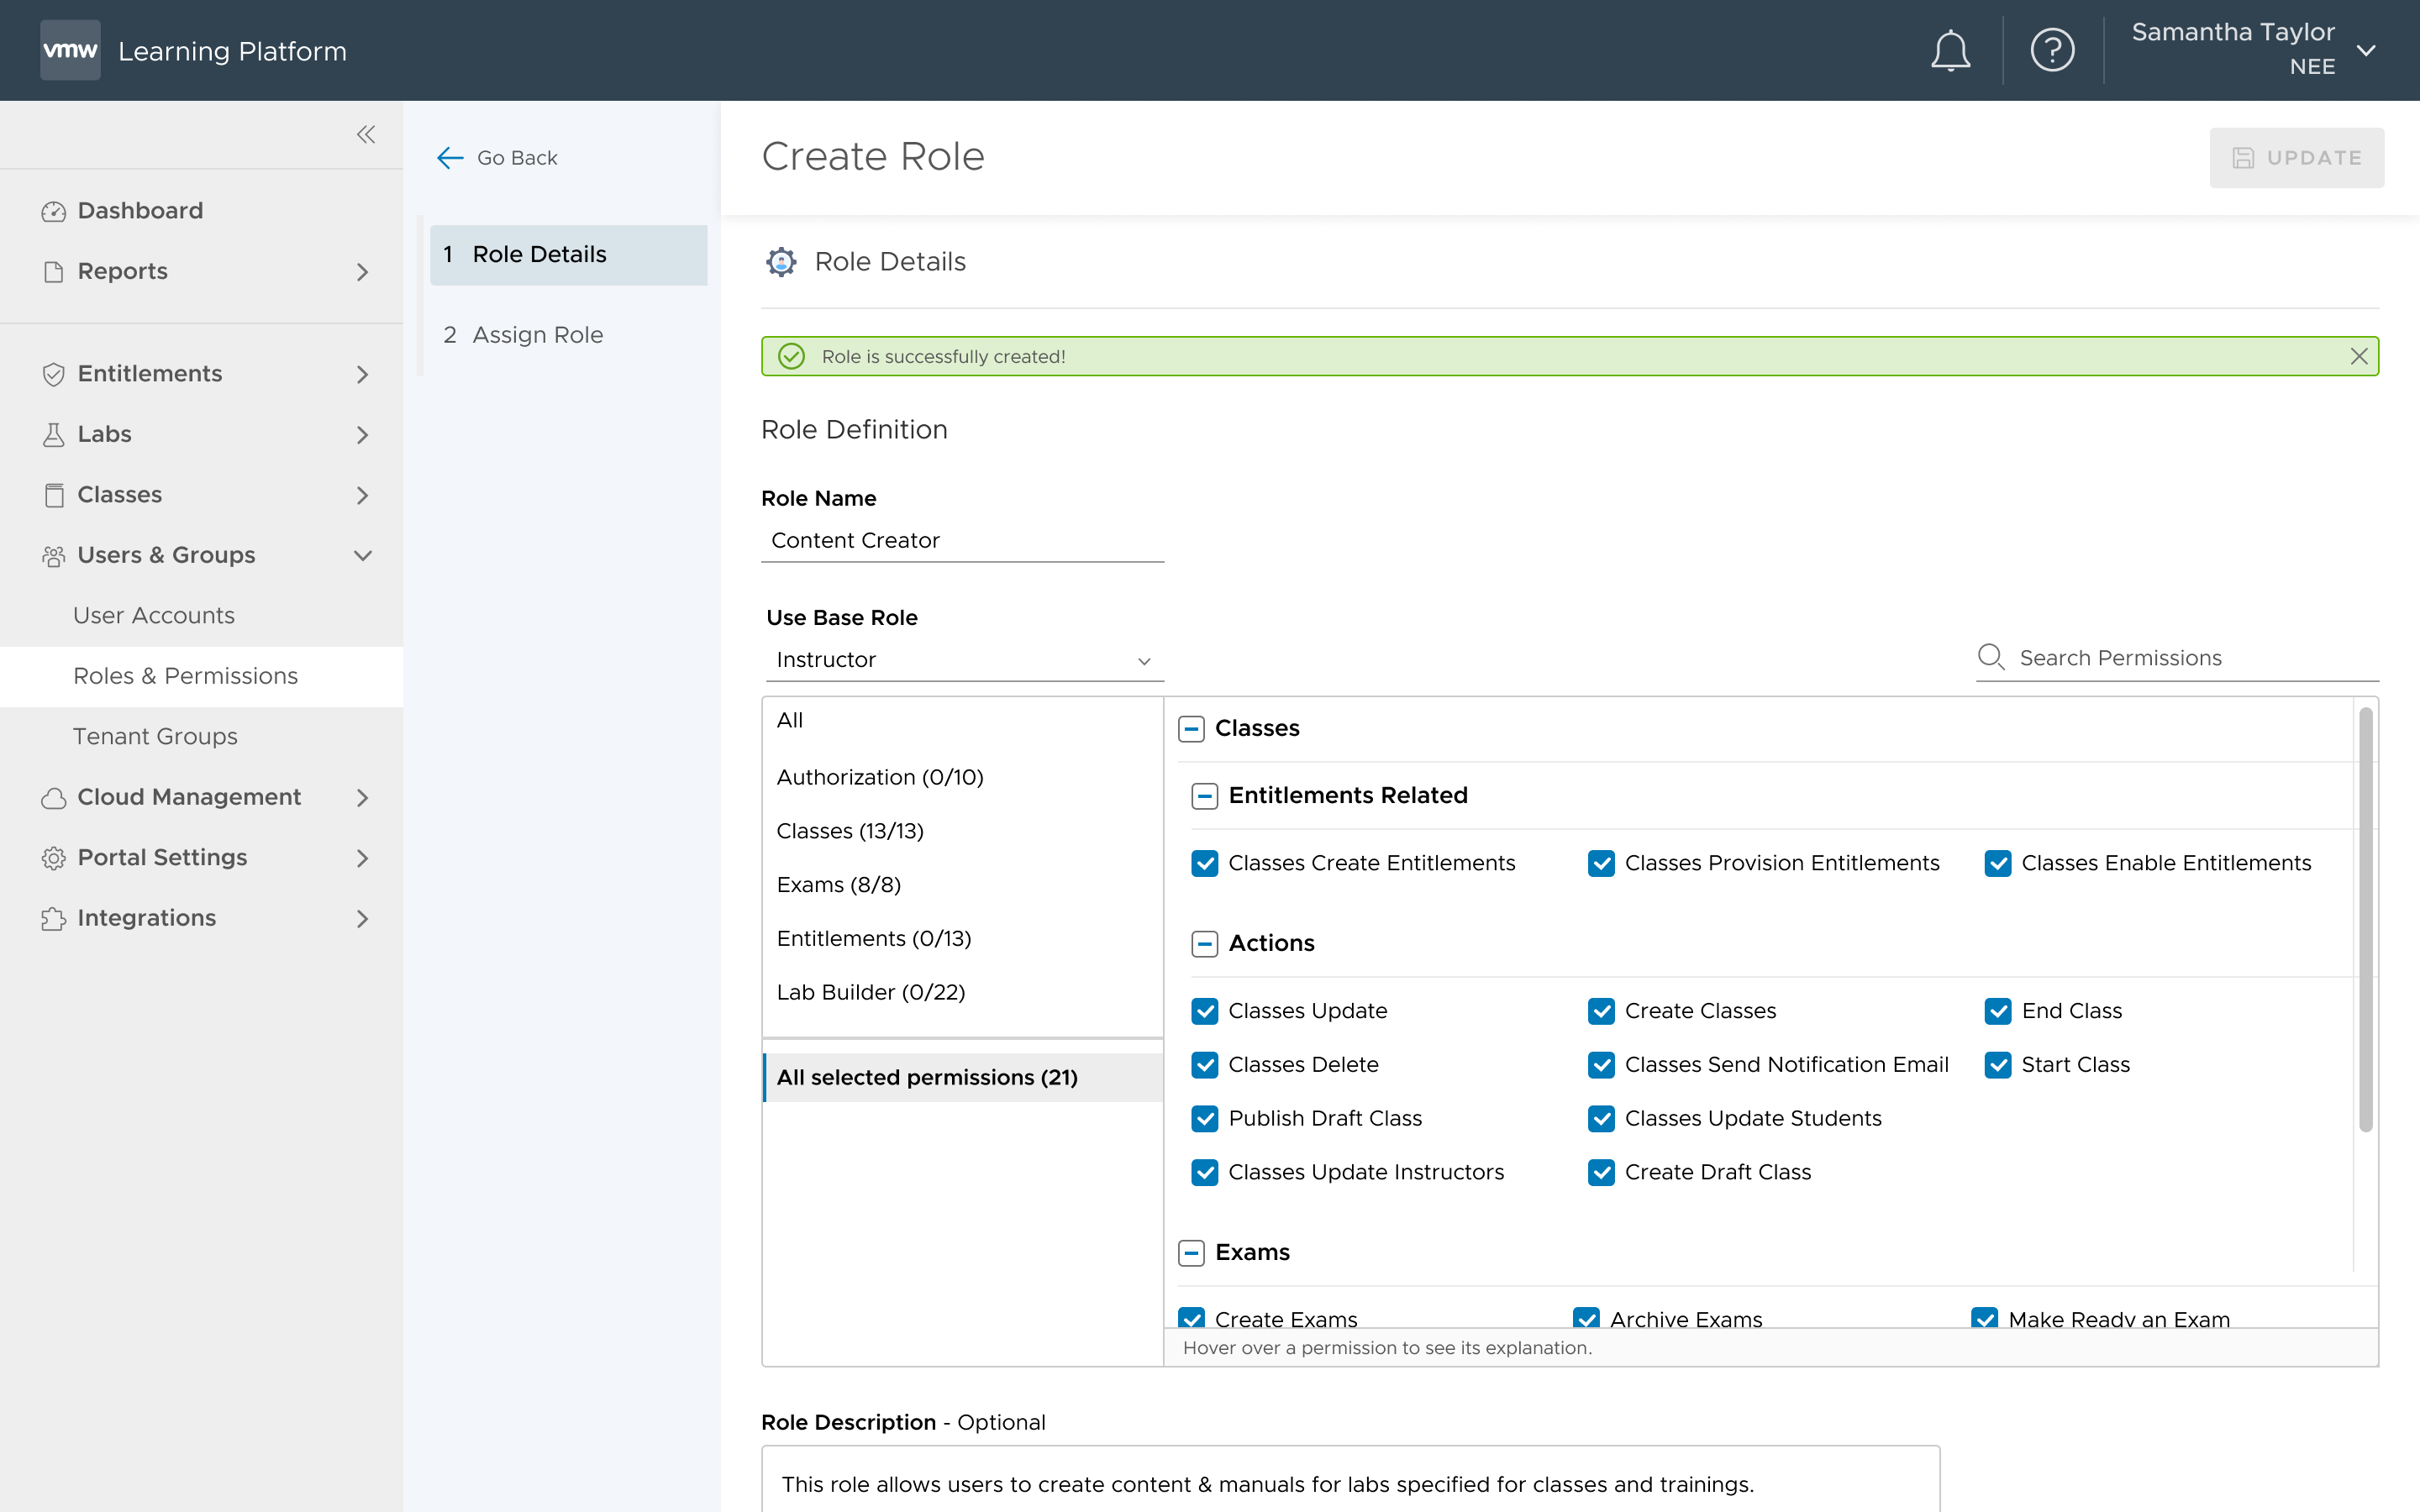 vmw Learning Platform
Samantha Taylor
NEE
Dashboard
Reports
Entitlements
Labs
Classes
Users & Groups
User Accounts
Roles & Permissions
Tenant Groups
Cloud Management
Portal Settings
Integrations
Go Back
1 Role Details
2 Assign Role
Create Role
UPDATE
Role Details
Role is successfully created!
Role Definition
Role Name
Content Creator
Use Base Role
Instructor
Search Permissions
All
Authorization (0/10)
Classes (13/13)
Exams (8/8)
Entitlements (0/13)
Lab Builder (0/22)
All selected permissions (21)
Classes
Entitlements Related
Classes Create Entitlements Classes Provision Entitlements Classes Enable Entitlements
Actions
Classes Update Create Classes End Class
Classes Delete Classes Send Notification Email Start Class
Publish Draft Class Classes Update Students
Classes Update Instructors Create Draft Class
Exams
Create Exams Archive Exams Make Ready an Exam
Hover over a permission to see its explanation.
Role Description - Optional
This role allows users to create content & manuals for labs specified for classes and trainings.